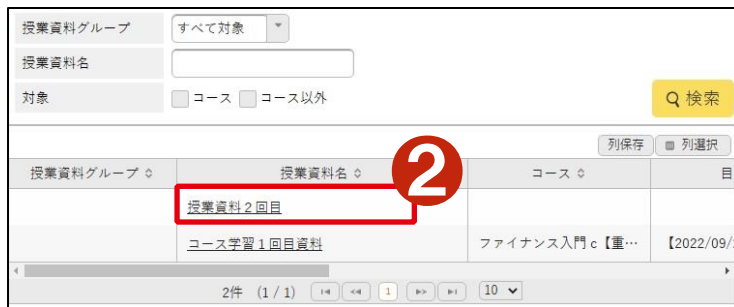 授業資料グループ すべて対象
授業資料名
対象 コース コース以外 検索
列保存 列選択
授業資料グループ 授業資料名 コース 目
2
授業資料2回目
コース学習1回目資料 ファイナンス入門c【重… 【2022/09/
2件 (1/1) 1 10